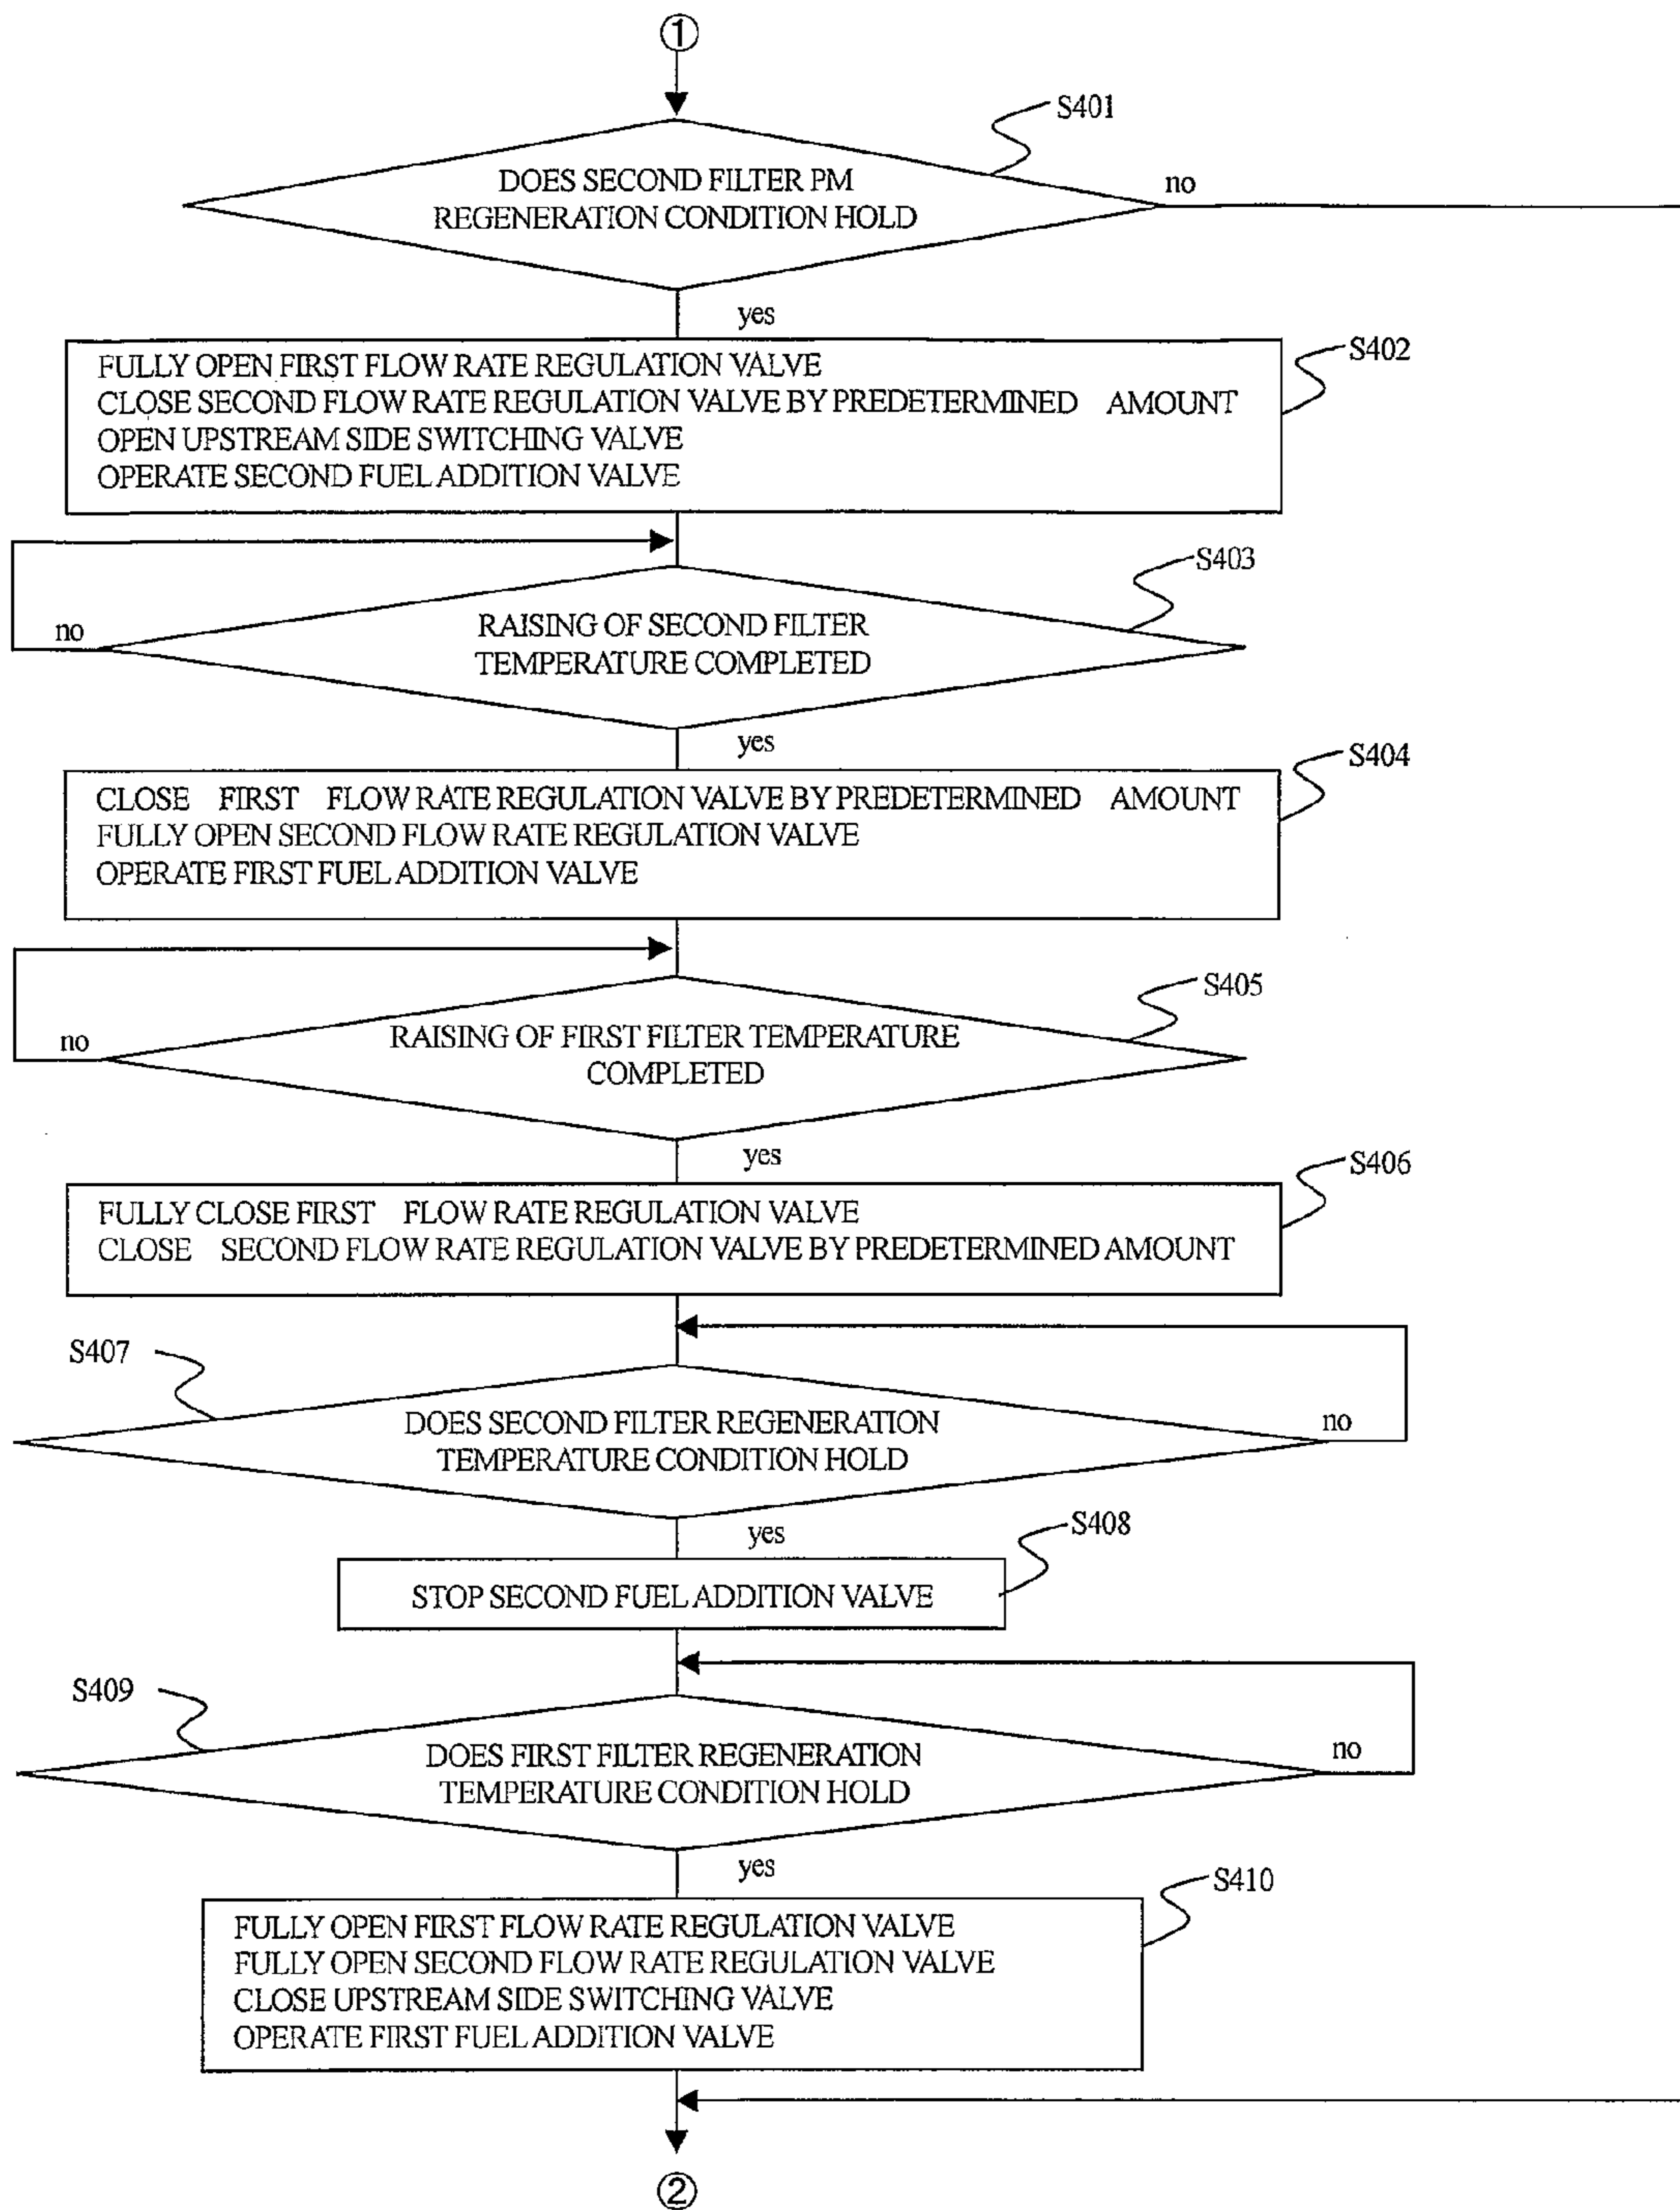 ①
S401
DOES SECOND FILTER PM
REGENERATION CONDITION HOLD
no
yes
S402
FULLY OPEN FIRST FLOW RATE REGULATION VALVE
CLOSE SECOND FLOW RATE REGULATION VALVE BY PREDETERMINED AMOUNT
OPEN UPSTREAM SIDE SWITCHING VALVE
OPERATE SECOND FUEL ADDITION VALVE
S403
RAISING OF SECOND FILTER
TEMPERATURE COMPLETED
no
yes
S404
CLOSE FIRST FLOW RATE REGULATION VALVE BY PREDETERMINED AMOUNT
FULLY OPEN SECOND FLOW RATE REGULATION VALVE
OPERATE FIRST FUEL ADDITION VALVE
S405
RAISING OF FIRST FILTER TEMPERATURE
COMPLETED
no
yes
S406
FULLY CLOSE FIRST FLOW RATE REGULATION VALVE
CLOSE SECOND FLOW RATE REGULATION VALVE BY PREDETERMINED AMOUNT
S407
DOES SECOND FILTER REGENERATION
TEMPERATURE CONDITION HOLD
no
yes
S408
STOP SECOND FUEL ADDITION VALVE
S409
DOES FIRST FILTER REGENERATION
TEMPERATURE CONDITION HOLD
no
yes
S410
FULLY OPEN FIRST FLOW RATE REGULATION VALVE
FULLY OPEN SECOND FLOW RATE REGULATION VALVE
CLOSE UPSTREAM SIDE SWITCHING VALVE
OPERATE FIRST FUEL ADDITION VALVE
②